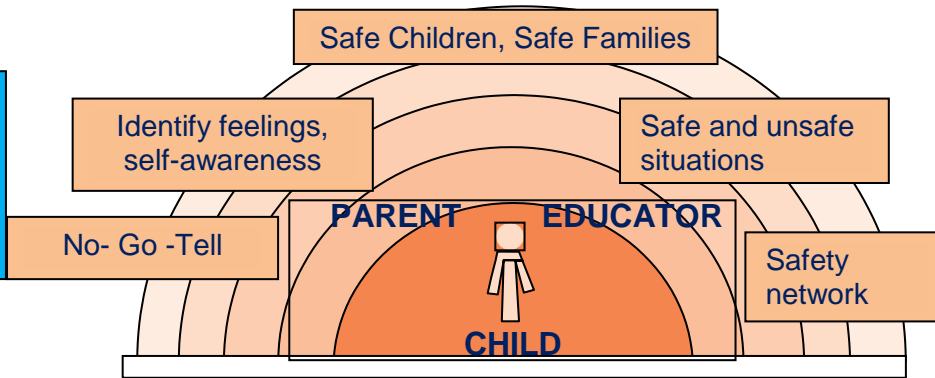 Safe Children, Safe Families
Identify feelings,
self-awareness
Safe and unsafe
situations
PARENT EDUCATOR
No- Go -Tell
Safety
network
CHILD